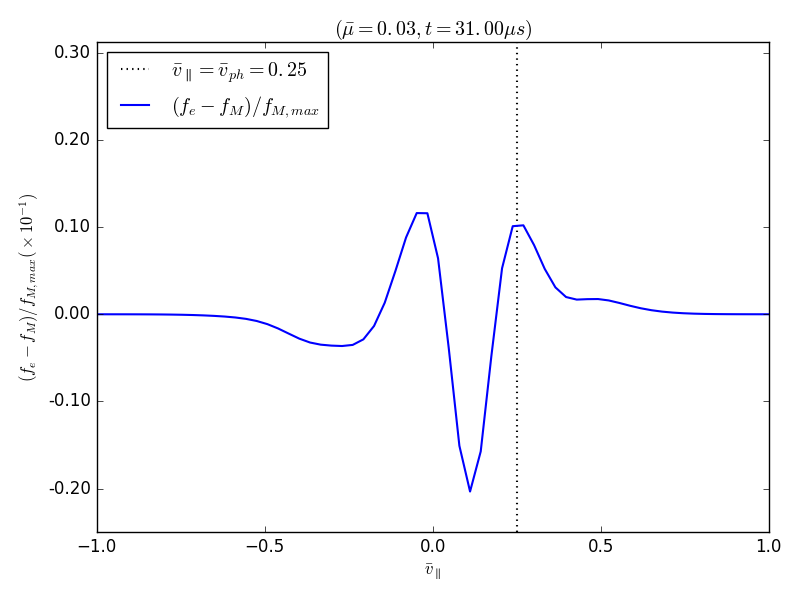 (μ̄ = 0.03, t = 31.00μs)
v̄∥ = v̄ph = 0.25
(fe − fM)/fM,max
0.30
0.20
0.10
0.00
-0.10
-0.20
(fe − fM)/fM,max(×10⁻¹)
−1.0 −0.5 0.0 0.5 1.0
v̄∥